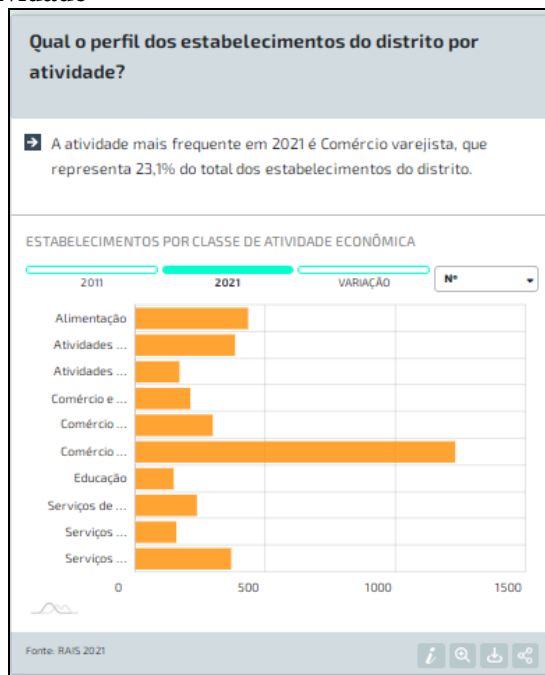 Qual o perfil dos estabelecimentos do distrito por
atividade?
A atividade mais frequente em 2021 é Comércio varejista, que
representa 23,1% do total dos estabelecimentos do distrito.
ESTABELECIMENTOS POR CLASSE DE ATIVIDADE ECONÔMICA
2011 2021 VARIAÇÃO Nº
Alimentação
Atividades ...
Atividades ...
Comércio e ...
Comércio ...
Comércio ...
Educação
Serviços de ...
Serviços ...
Serviços ...
0 500 1000 1500
Fonte: RAIS 2021